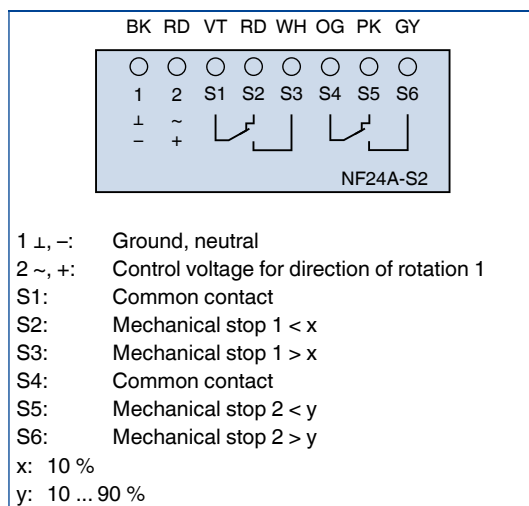 BK RD VT RD WH OG PK GY
1 2 S1 S2 S3 S4 S5 S6
⊥ ~
– +
NF24A-S2
1 ⊥, –: Ground, neutral
2 ~, +: Control voltage for direction of rotation 1
S1: Common contact
S2: Mechanical stop 1 < x
S3: Mechanical stop 1 > x
S4: Common contact
S5: Mechanical stop 2 < y
S6: Mechanical stop 2 > y
x: 10 %
y: 10 ... 90 %